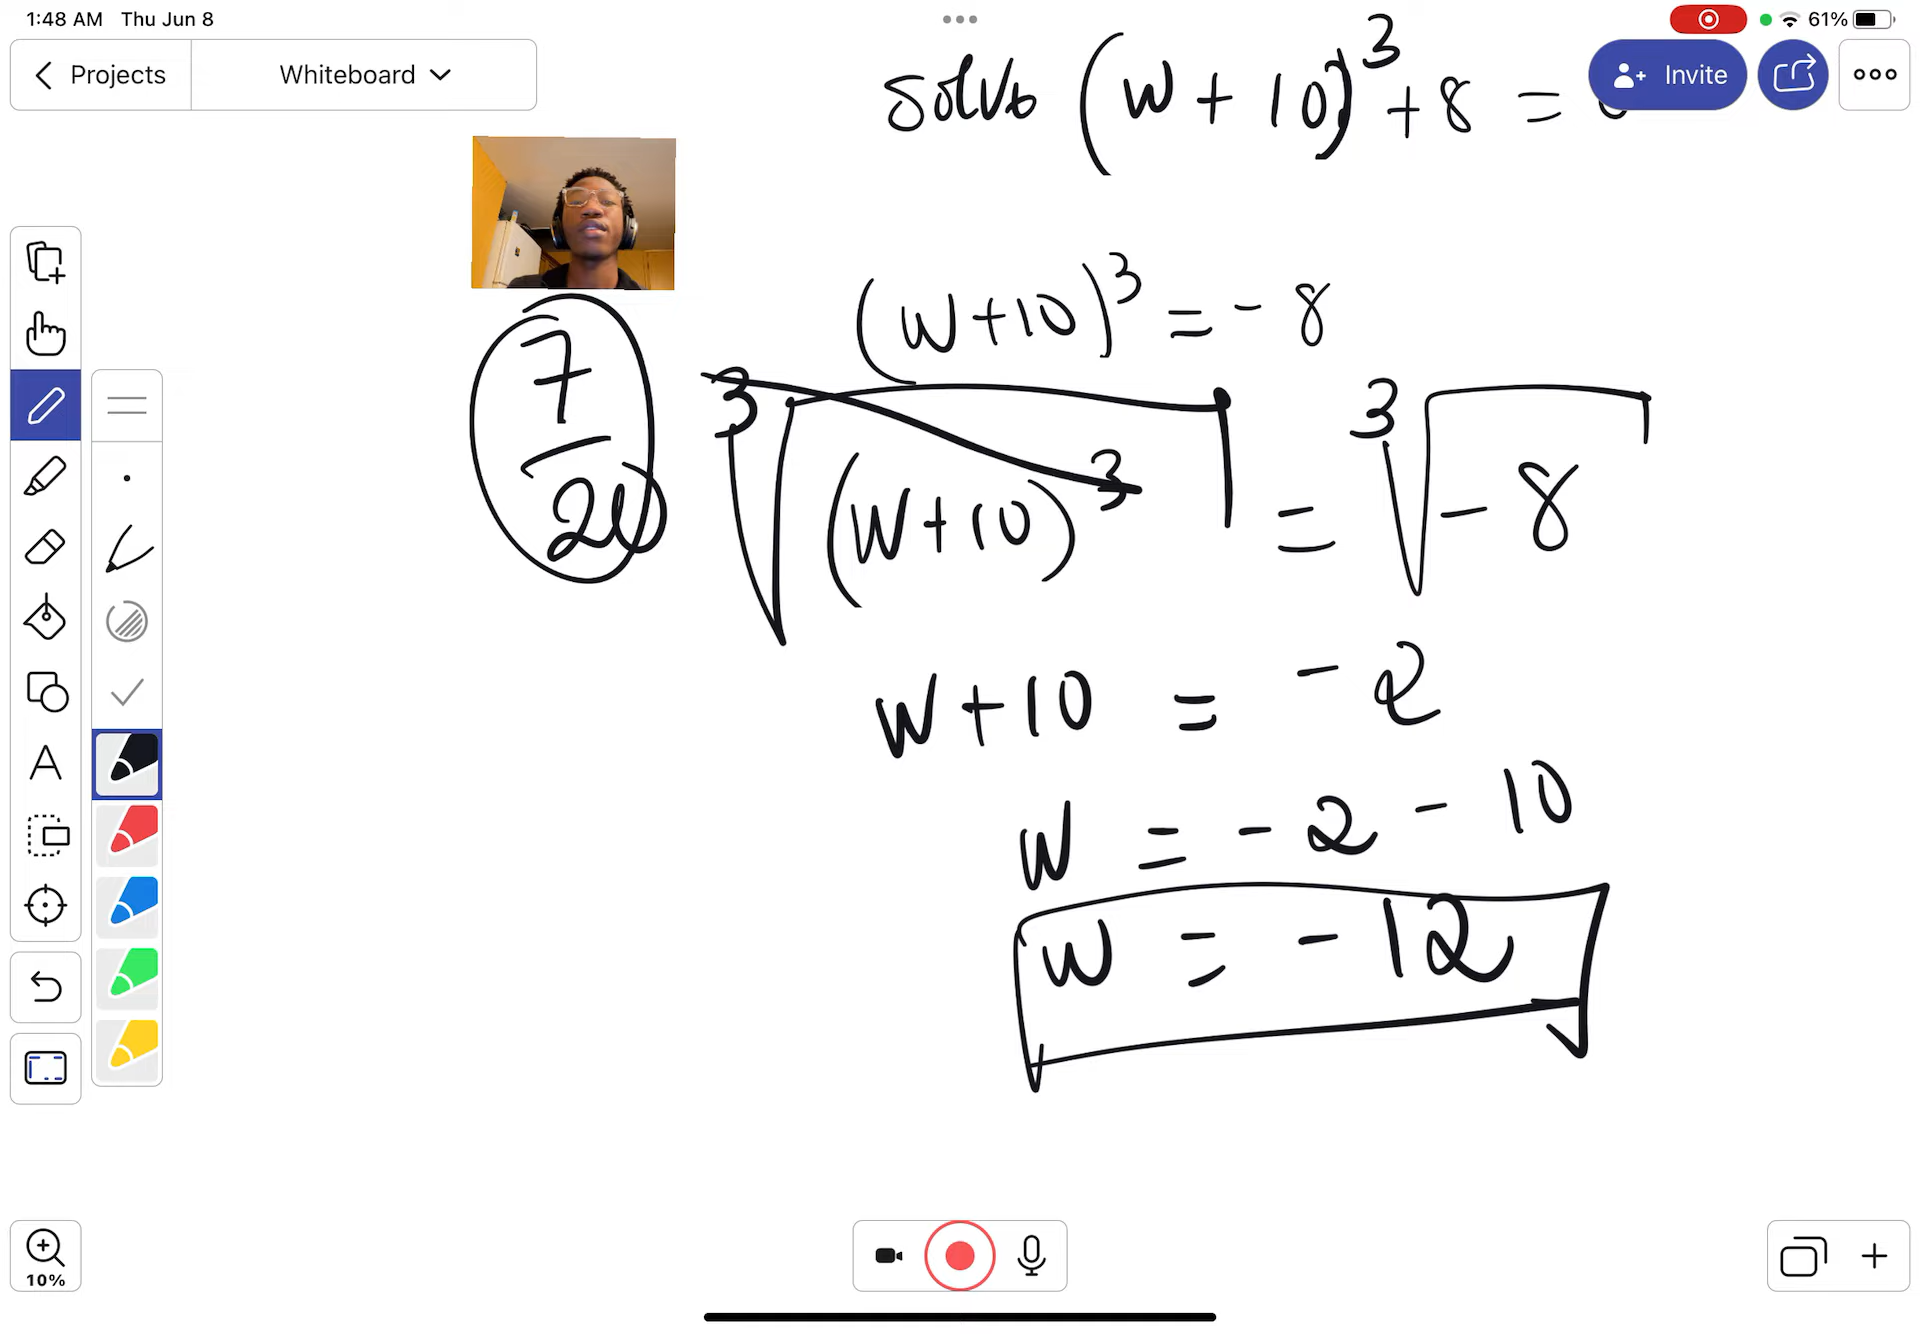 1:48 AM Thu Jun 8
61%
Projects
Whiteboard
Invite
Solve (W + 10)³ + 8 =
(W+10)³ = -8
7/20
³√(W+10)³ = ³√-8
W+10 = -2
W = -2 - 10
W = -12
A
10%